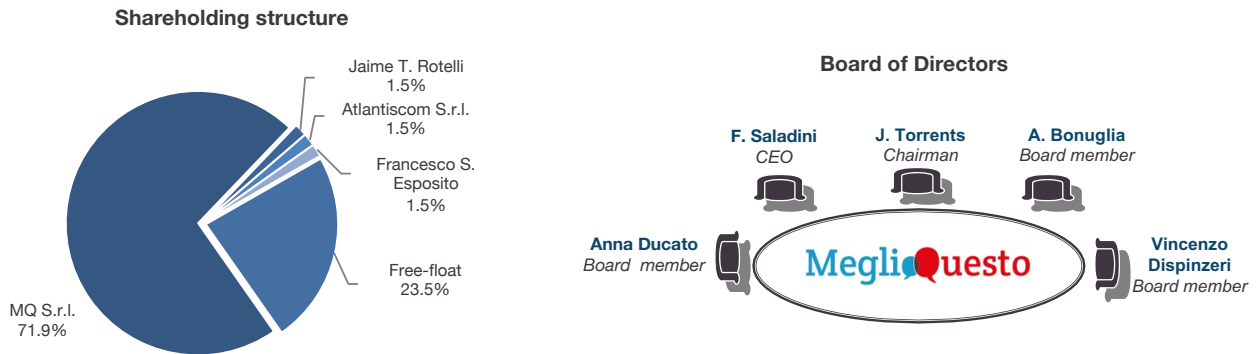 Shareholding structure
Jaime T. Rotelli
1.5%
Atlantiscom S.r.l.
1.5%
Francesco S.
Esposito
1.5%
Free-float
23.5%
MQ S.r.l.
71.9%
Board of Directors
F. Saladini
CEO
J. Torrents
Chairman
A. Bonuglia
Board member
Anna Ducato
Board member
Vincenzo
Dispinzeri
Board member
MeglioQuesto